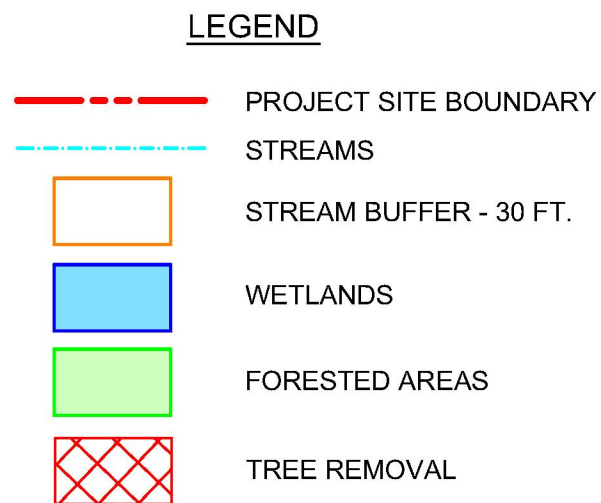 LEGEND
PROJECT SITE BOUNDARY
STREAMS
STREAM BUFFER - 30 FT.
WETLANDS
FORESTED AREAS
TREE REMOVAL